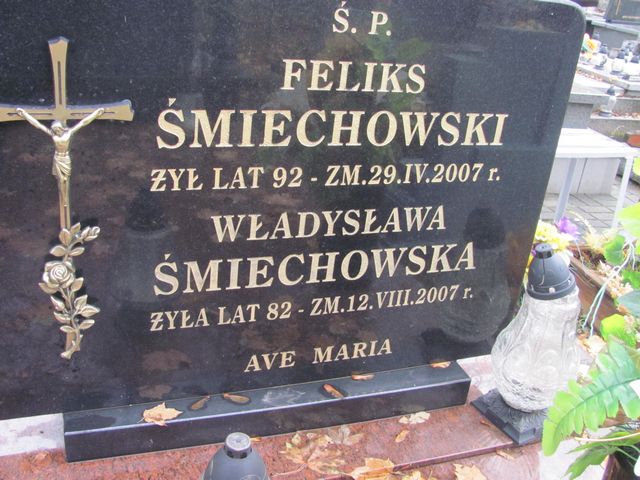 Ś. P.
FELIKS
ŚMIECHOWSKI
ŻYŁ LAT 92 - ZM.29.IV.2007 r.
WŁADYSŁAWA
ŚMIECHOWSKA
ŻYŁA LAT 82 - ZM.12.VIII.2007 r.
AVE MARIA